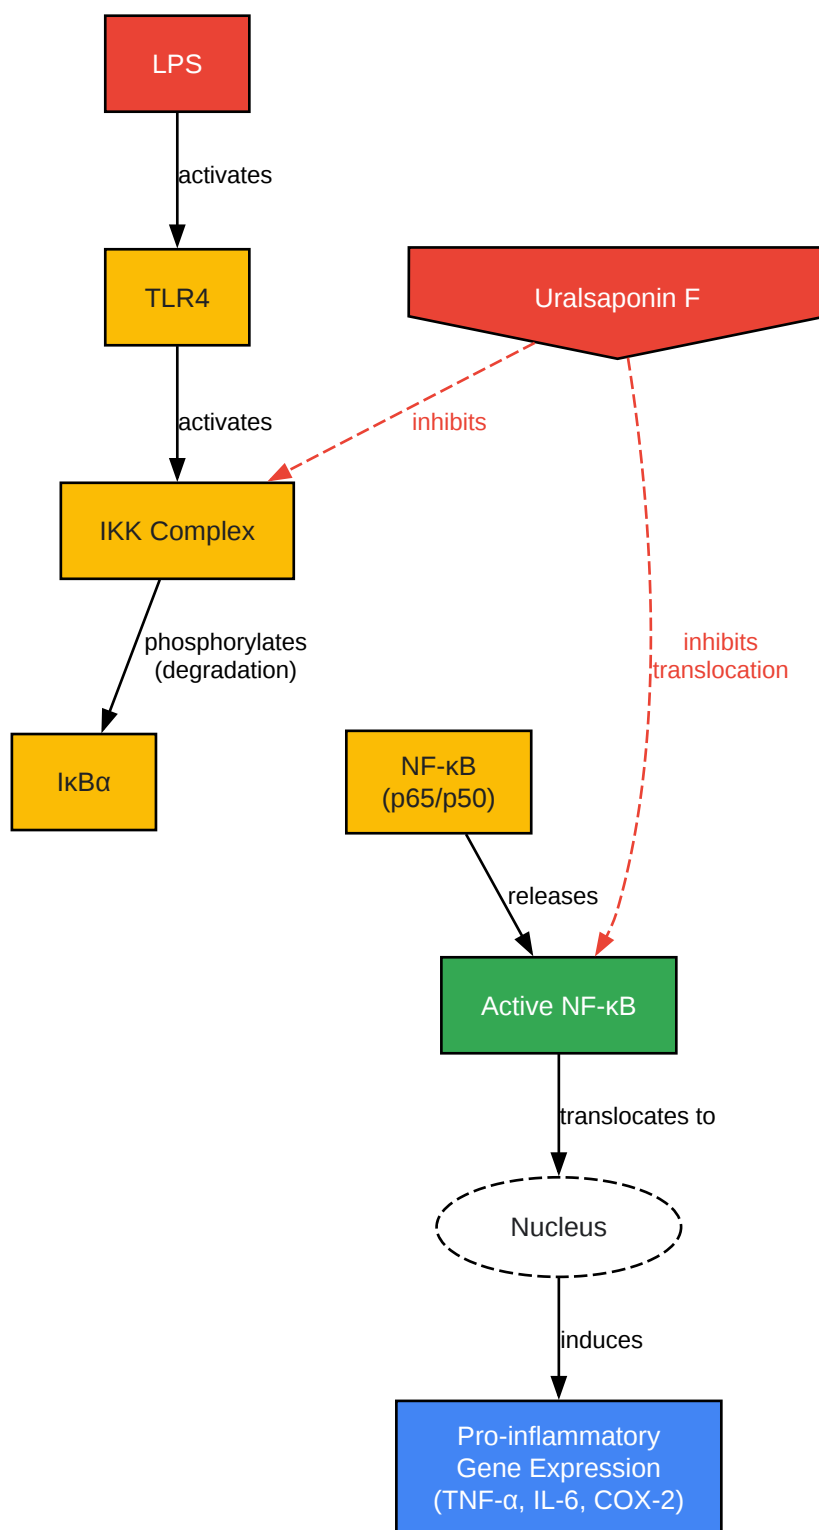 LPS
activates
TLR4
Uralsaponin F
activates
inhibits
IKK Complex
phosphorylates
(degradation)
inhibits
translocation
IκBα
NF-κB
(p65/p50)
releases
Active NF-κB
translocates to
Nucleus
induces
Pro-inflammatory
Gene Expression
(TNF-α, IL-6, COX-2)